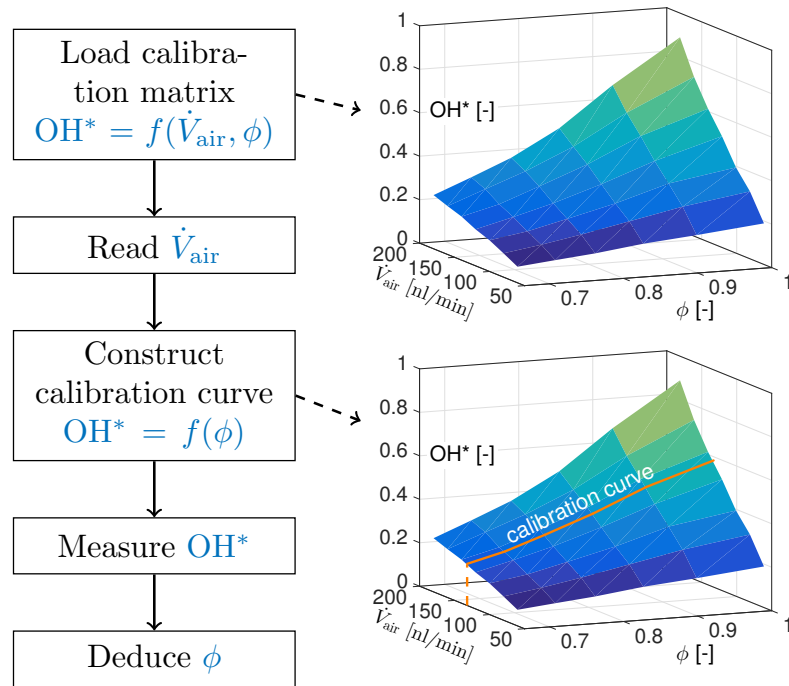 Load calibra-
tion matrix
OH* = f(V̇air, ϕ)
Read V̇air
Construct
calibration curve
OH* = f(ϕ)
Measure OH*
Deduce ϕ
1
0.8
0.6
0.4
0.2
0
OH* [-]
200
150
100
50
V̇air [nl/min]
0.7
0.8
0.9
1
ϕ [-]
1
0.8
0.6
0.4
0.2
0
OH* [-]
calibration curve
200
150
100
50
V̇air [nl/min]
0.7
0.8
0.9
1
ϕ [-]